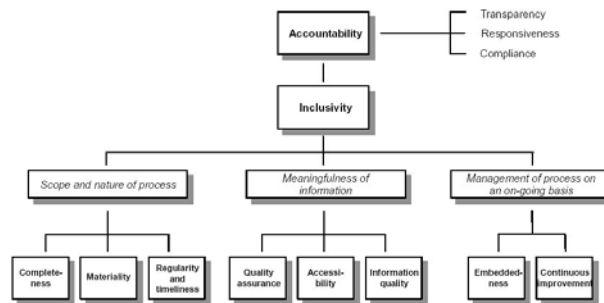 Transparency
Accountability
Responsiveness
Compliance
Inclusivity
Scope and nature of process
Meaningfulness of
information
Management of process on
an on-going basis
Complete-
ness
Materiality
Regularity
and
timeliness
Quality
assurance
Accessi-
bility
Information
quality
Embedded-
ness
Continuous
improvement